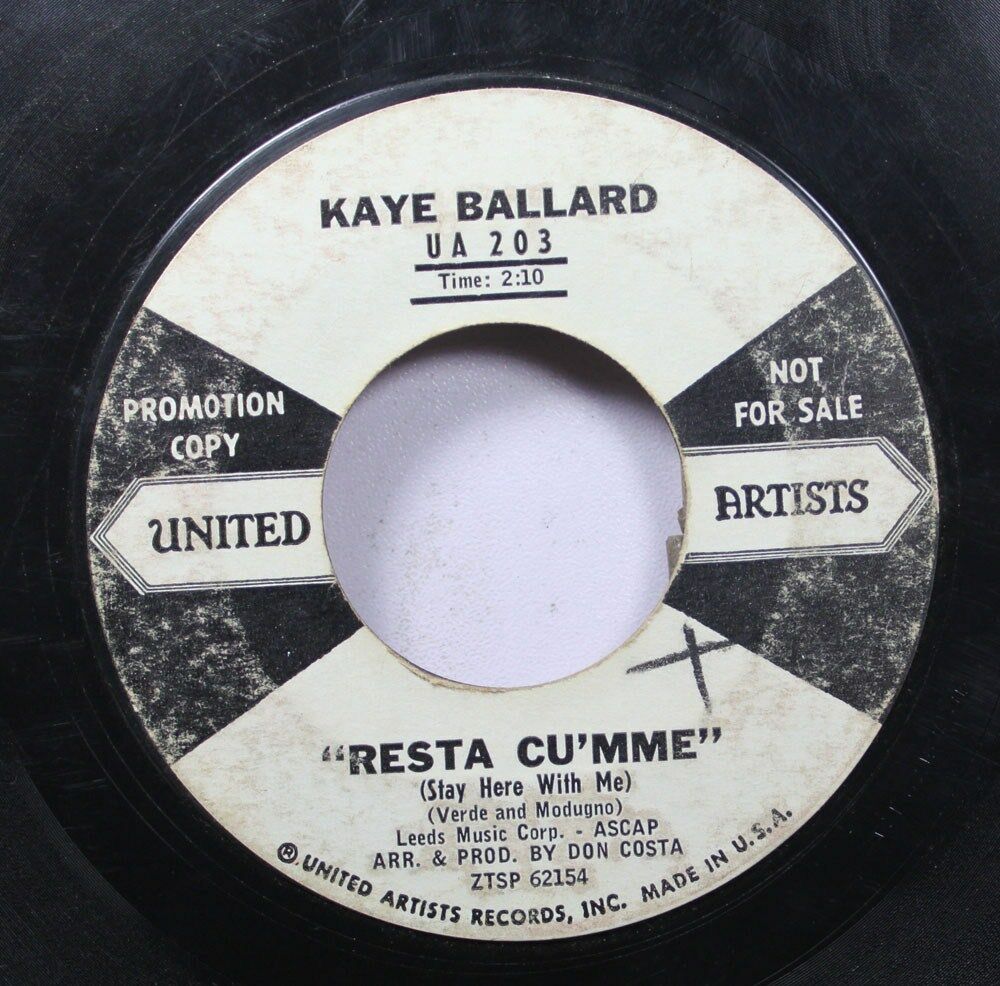 KAYE BALLARD
UA 203
Time: 2:10
PROMOTION
COPY
NOT
FOR SALE
UNITED ARTISTS
"RESTA CU'MME"
(Stay Here With Me)
(Verde and Modugno)
Leeds Music Corp. - ASCAP
ARR. & PROD. BY DON COSTA
ZTSP 62154
®.UNITED ARTISTS RECORDS, INC. MADE IN U.S.A.